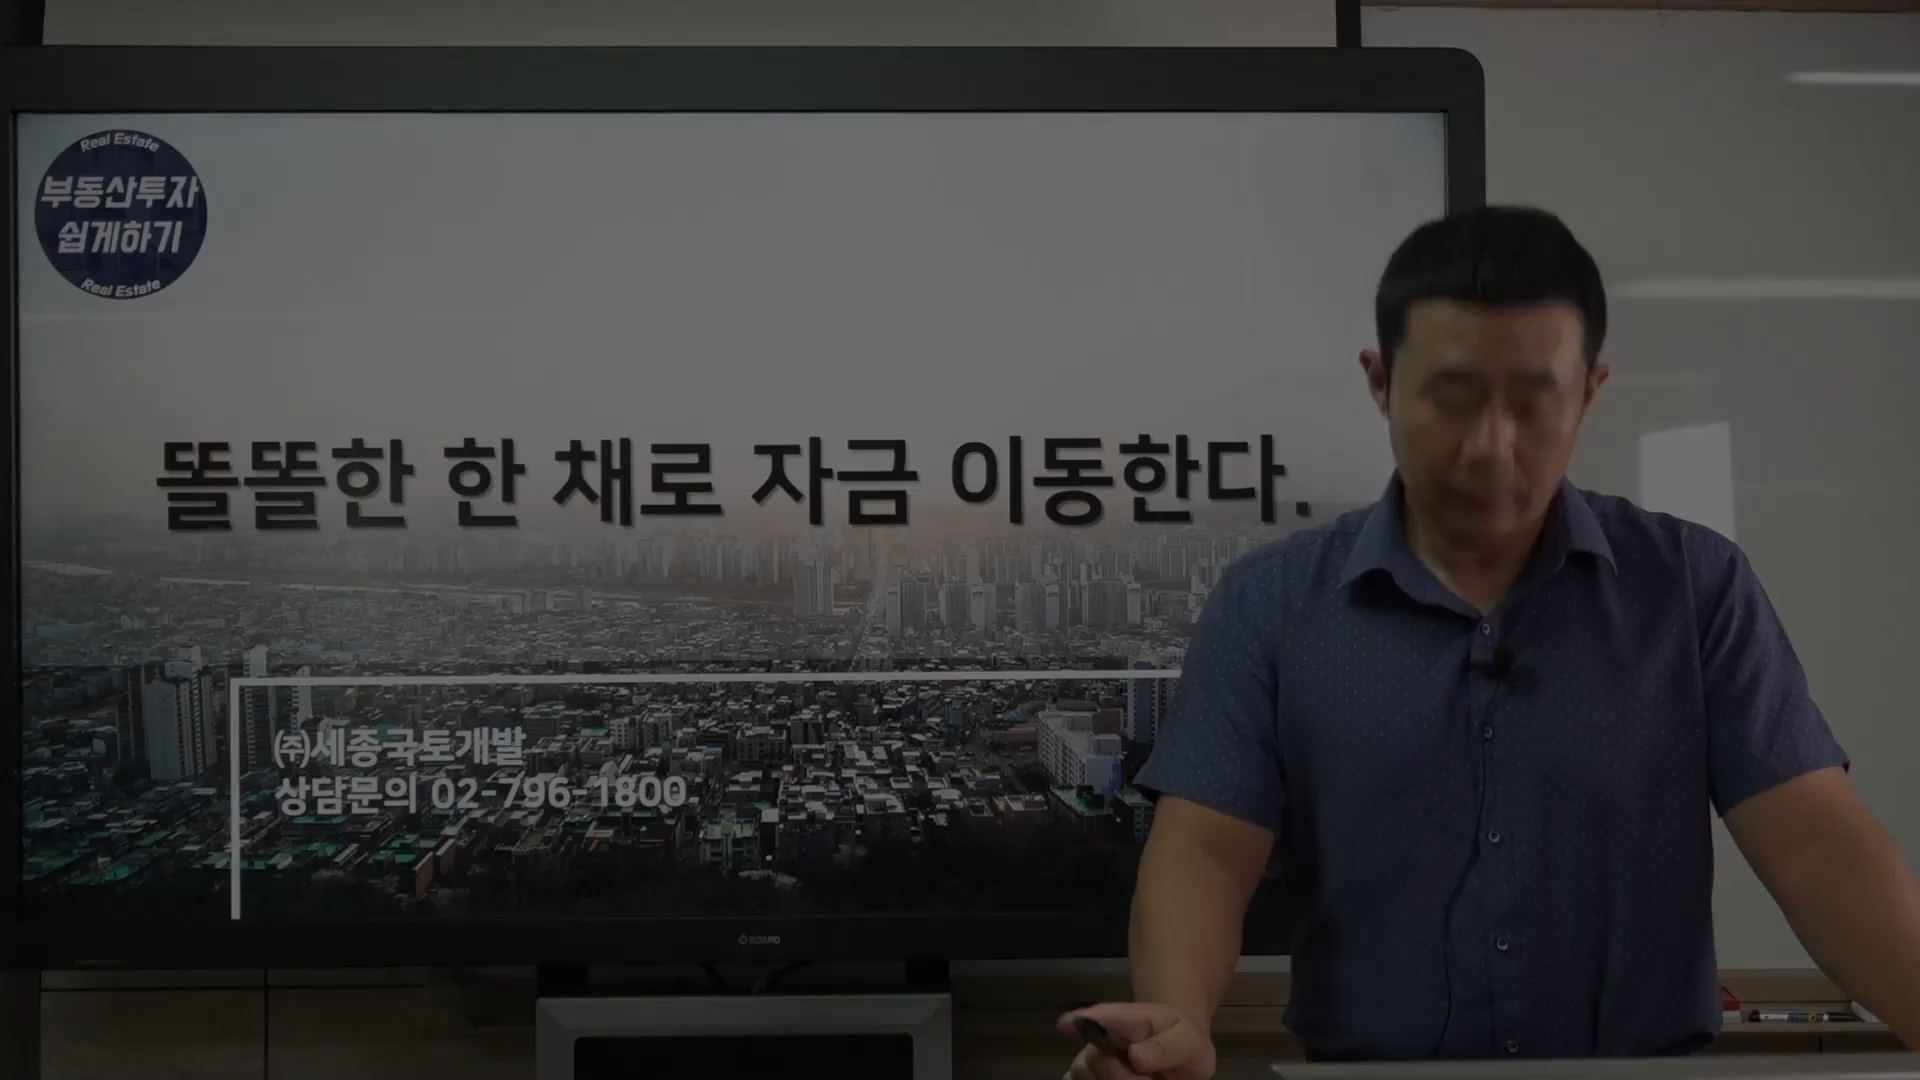 Real Estate
부동산투자
쉽게하기
Real Estate
똘똘한 한 채로 자금 이동한다.
㈜세종국토개발
상담문의 02-796-1800
BOARD